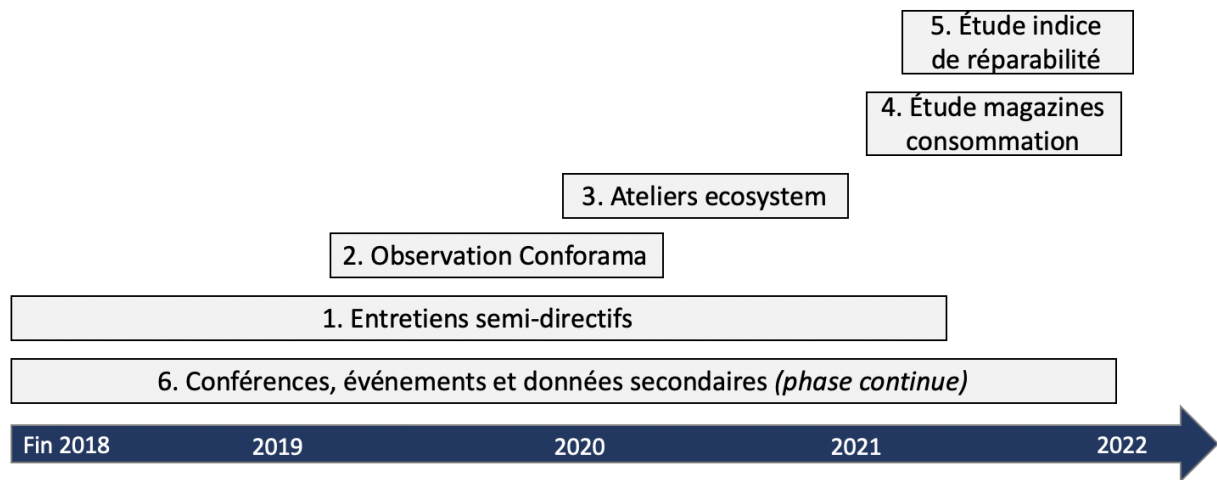 5. Étude indice
de réparabilité
4. Étude magazines
consommation
3. Ateliers ecosystem
2. Observation Conforama
1. Entretiens semi-directifs
6. Conférences, événements et données secondaires (phase continue)
Fin 2018 2019 2020 2021 2022